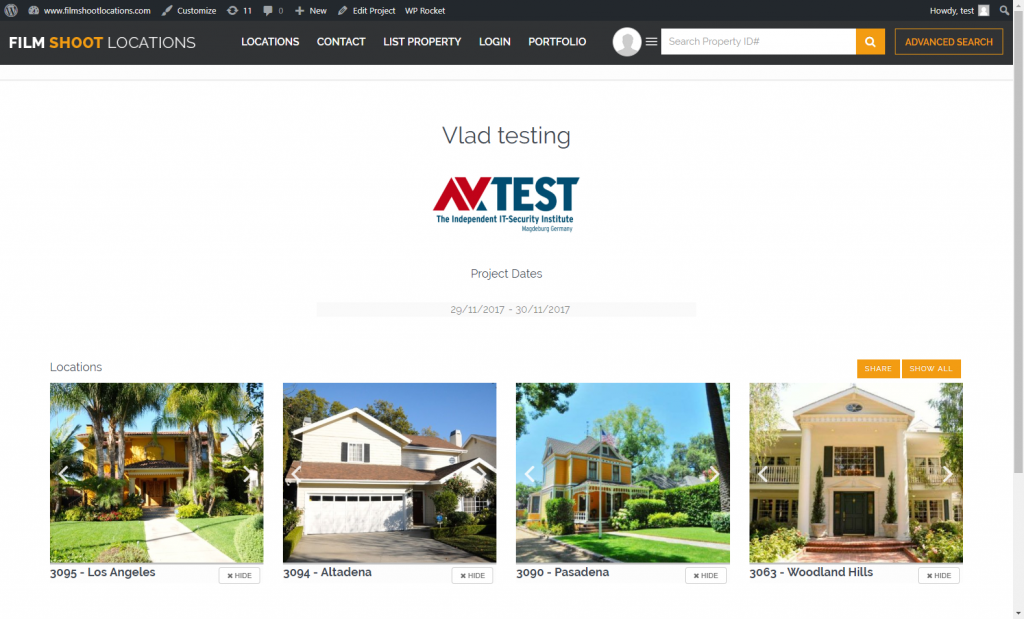 www.filmshootlocations.com Customize 11 0 New Edit Project WP Rocket Howdy, test
FILM SHOOT LOCATIONS LOCATIONS CONTACT LIST PROPERTY LOGIN PORTFOLIO Search Property ID# ADVANCED SEARCH
Vlad testing
AVTEST
The Independent IT-Security Institute
Magdeburg Germany
Project Dates
29/11/2017 - 30/11/2017
Locations SHARE SHOW ALL
3095 - Los Angeles HIDE 3094 - Altadena HIDE 3090 - Pasadena HIDE 3063 - Woodland Hills HIDE